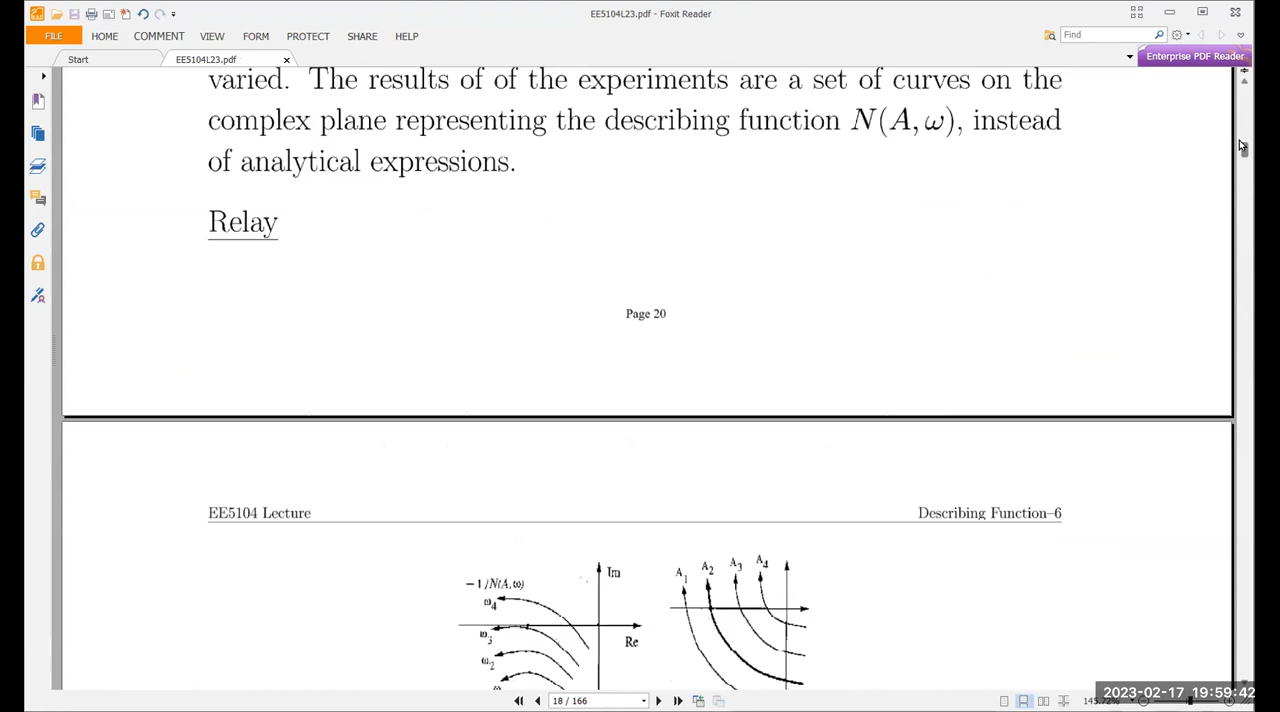 EE5104L23.pdf - Foxit Reader
FILE HOME COMMENT VIEW FORM PROTECT SHARE HELP
Find
Start EE5104L23.pdf
Enterprise PDF Reader
varied. The results of of the experiments are a set of curves on the
complex plane representing the describing function N(A, ω), instead
of analytical expressions.
Relay
Page 20
EE5104 Lecture Describing Function–6
−1/N(A,ω)
Im
Re
ω4
ω3
ω2
A1 A2 A3 A4
18 / 166
2023-02-17 19:59:42